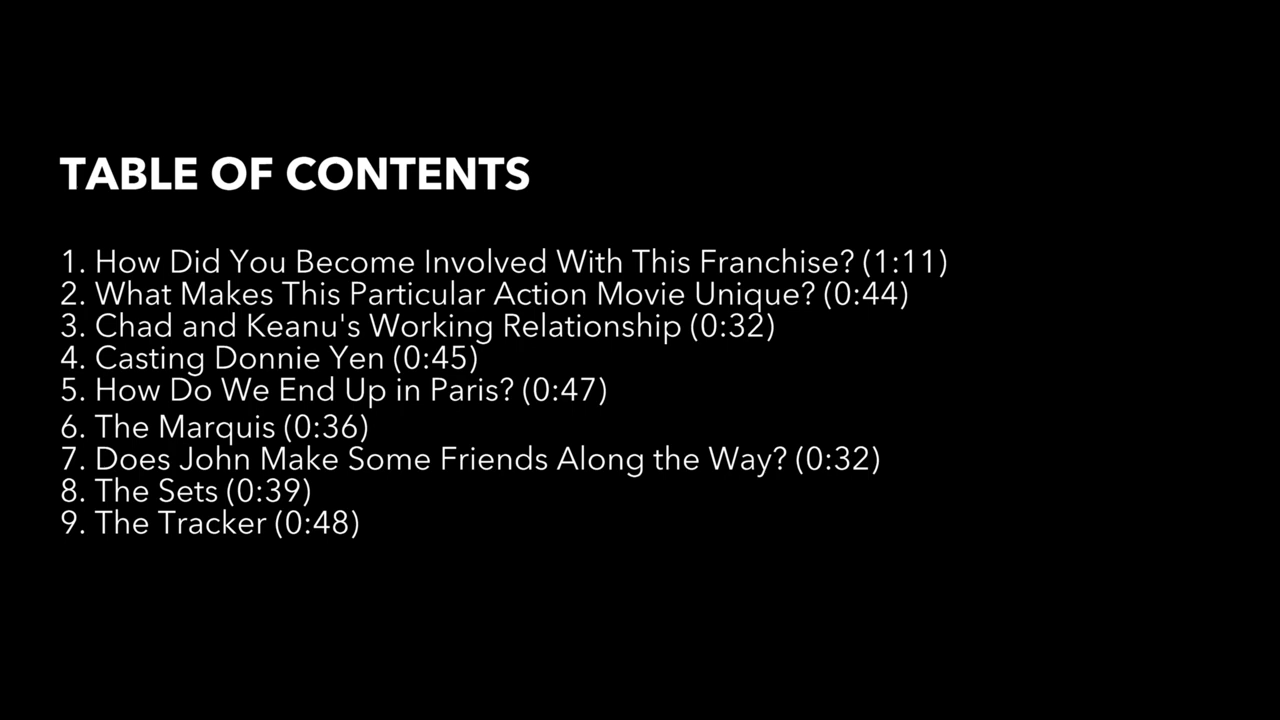 TABLE OF CONTENTS
1. How Did You Become Involved With This Franchise? (1:11)
2. What Makes This Particular Action Movie Unique? (0:44)
3. Chad and Keanu's Working Relationship (0:32)
4. Casting Donnie Yen (0:45)
5. How Do We End Up in Paris? (0:47)
6. The Marquis (0:36)
7. Does John Make Some Friends Along the Way? (0:32)
8. The Sets (0:39)
9. The Tracker (0:48)